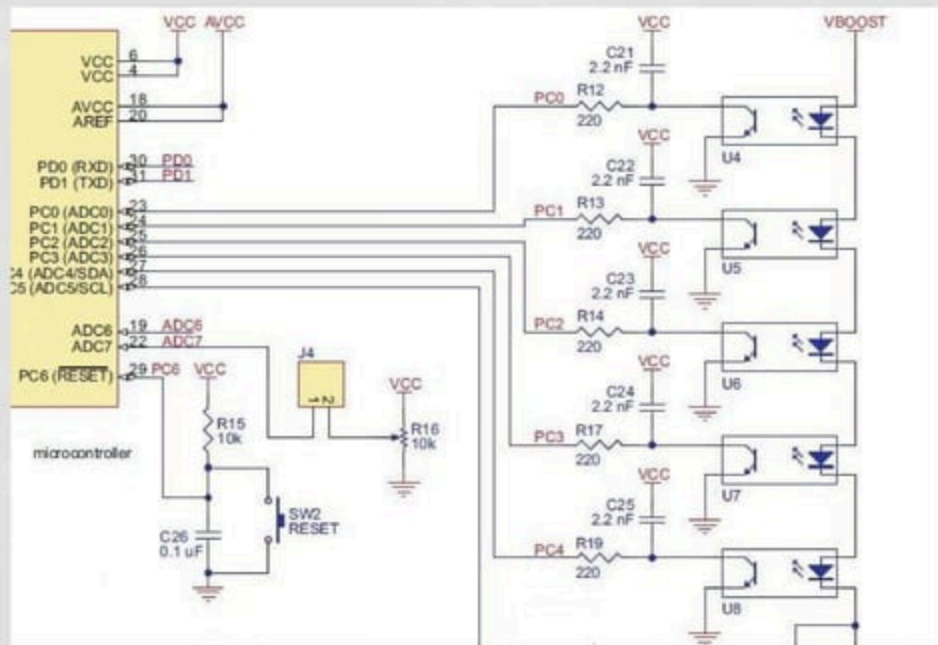 VCC AVCC
VCC
VBOOST
VCC 6
VCC 4
AVCC 18
AREF 20
PD0 (RXD) 30 PD0
PD1 (TXD) 31 PD1
PC0 (ADC0) 23
PC1 (ADC1) 24
PC2 (ADC2) 25
PC3 (ADC3) 26
C4 (ADC4/SDA) 27
C5 (ADC5/SCL) 28
ADC6 19 ADC6
ADC7 22 ADC7
PC6 (RESET) 29 PC6
microcontroller
VCC
R15
10k
C26
0.1 uF
SW2
RESET
J4
1 2
VCC
R16
10k
C21
2.2 nF
PC0 R12
220
U4
VCC
C22
2.2 nF
PC1 R13
220
U5
VCC
C23
2.2 nF
PC2 R14
220
U6
VCC
C24
2.2 nF
PC3 R17
220
U7
VCC
C25
2.2 nF
PC4 R19
220
U8